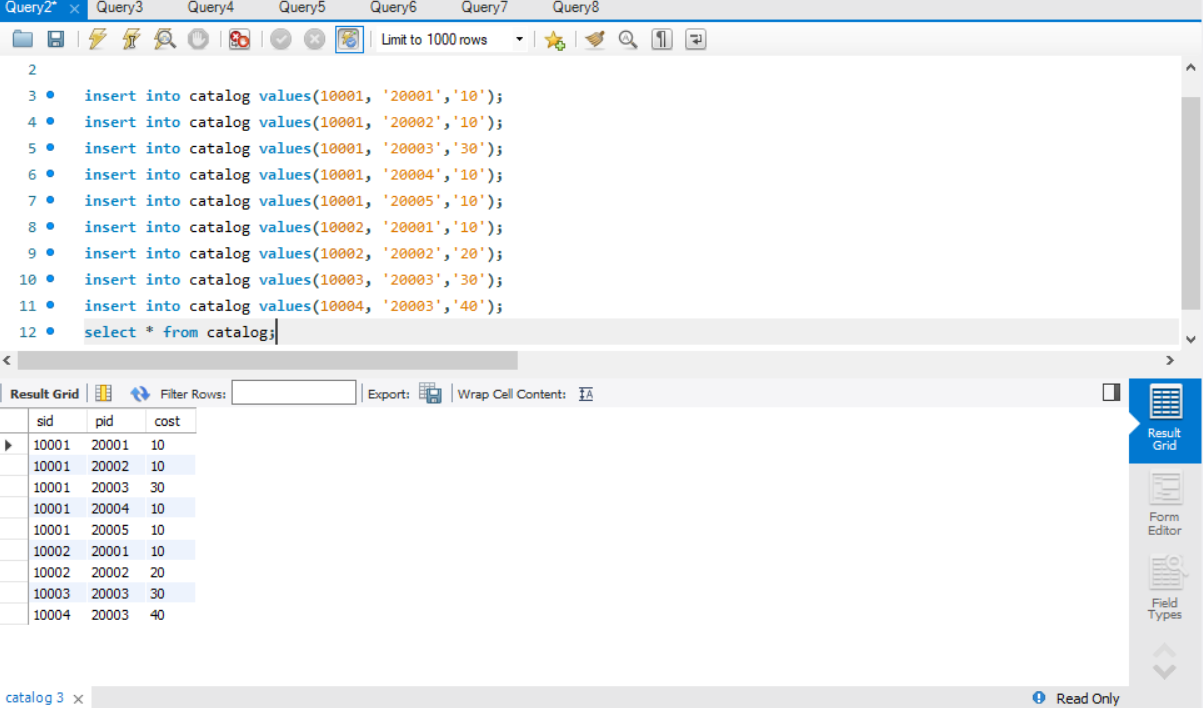 Query2* × Query3 Query4 Query5 Query6 Query7 Query8
Limit to 1000 rows
2
3 insert into catalog values(10001, '20001','10');
4 insert into catalog values(10001, '20002','10');
5 insert into catalog values(10001, '20003','30');
6 insert into catalog values(10001, '20004','10');
7 insert into catalog values(10001, '20005','10');
8 insert into catalog values(10002, '20001','10');
9 insert into catalog values(10002, '20002','20');
10 insert into catalog values(10003, '20003','30');
11 insert into catalog values(10004, '20003','40');
12 select * from catalog;
Result Grid Filter Rows: Export: Wrap Cell Content: IA
sid pid cost
10001 20001 10
10001 20002 10
10001 20003 30
10001 20004 10
10001 20005 10
10002 20001 10
10002 20002 20
10003 20003 30
10004 20003 40
Result
Grid
Form
Editor
Field
Types
catalog 3 × Read Only